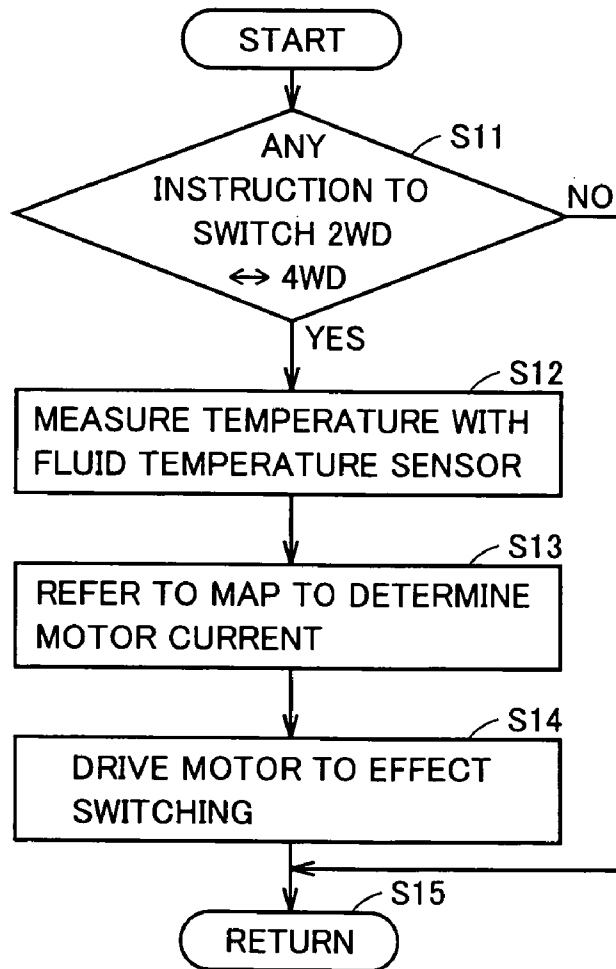 START
S11
ANY
INSTRUCTION TO
SWITCH 2WD
↔ 4WD
NO
YES
S12
MEASURE TEMPERATURE WITH
FLUID TEMPERATURE SENSOR
S13
REFER TO MAP TO DETERMINE
MOTOR CURRENT
S14
DRIVE MOTOR TO EFFECT
SWITCHING
S15
RETURN